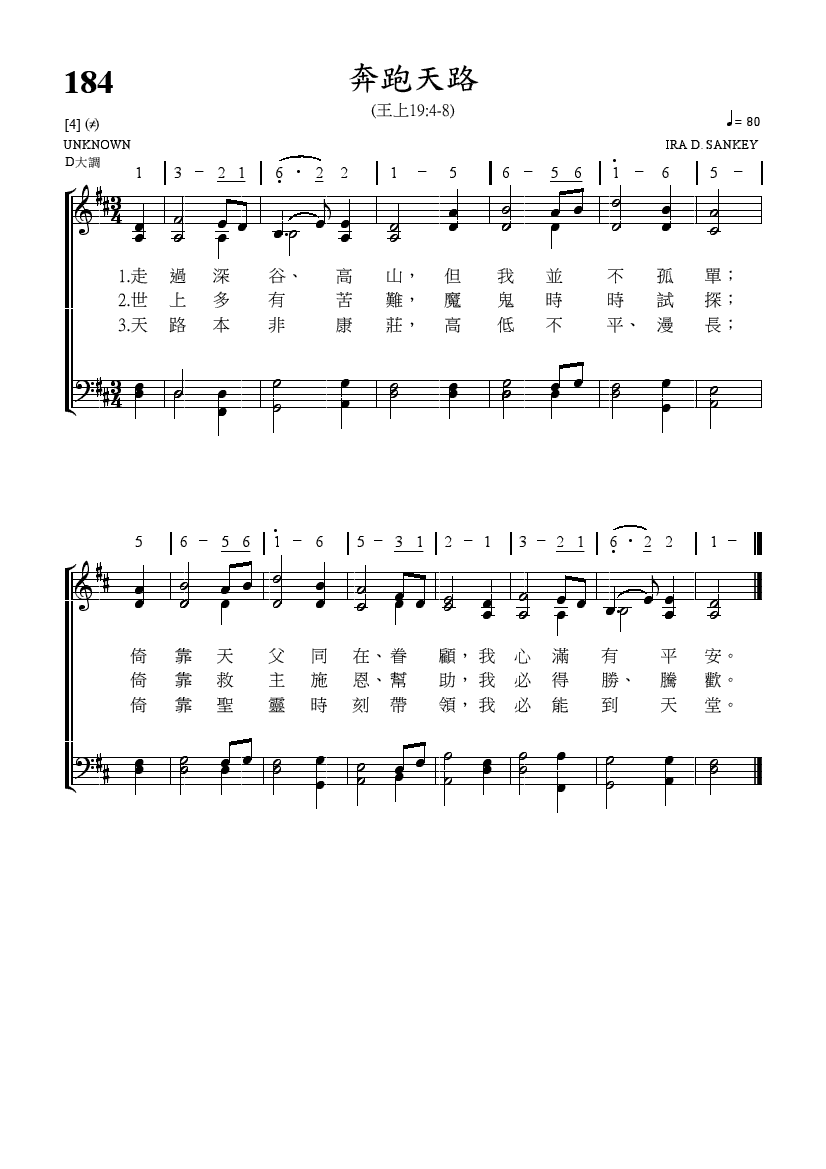 184
奔跑天路
(王上19:4-8)
[4] (≠)
♩= 80
UNKNOWN
IRA D. SANKEY
D大調
1 | 3 – 2 1 | 6 · 2 2 | 1 – 5 | 6 – 5 6 | 1 – 6 | 5 – |
3/4
1.走過深谷、高山，但我並不孤單；
2.世上多有苦難，魔鬼時時試探；
3.天路本非康莊，高低不平、漫長；
3/4
5 | 6 – 5 6 | 1 – 6 | 5 – 3 1 | 2 – 1 | 3 – 2 1 | 6 · 2 2 | 1 –
倚靠天父同在、眷顧，我心滿有平安。
倚靠救主施恩、幫助，我必得勝、騰歡。
倚靠聖靈時刻帶領，我必能到天堂。